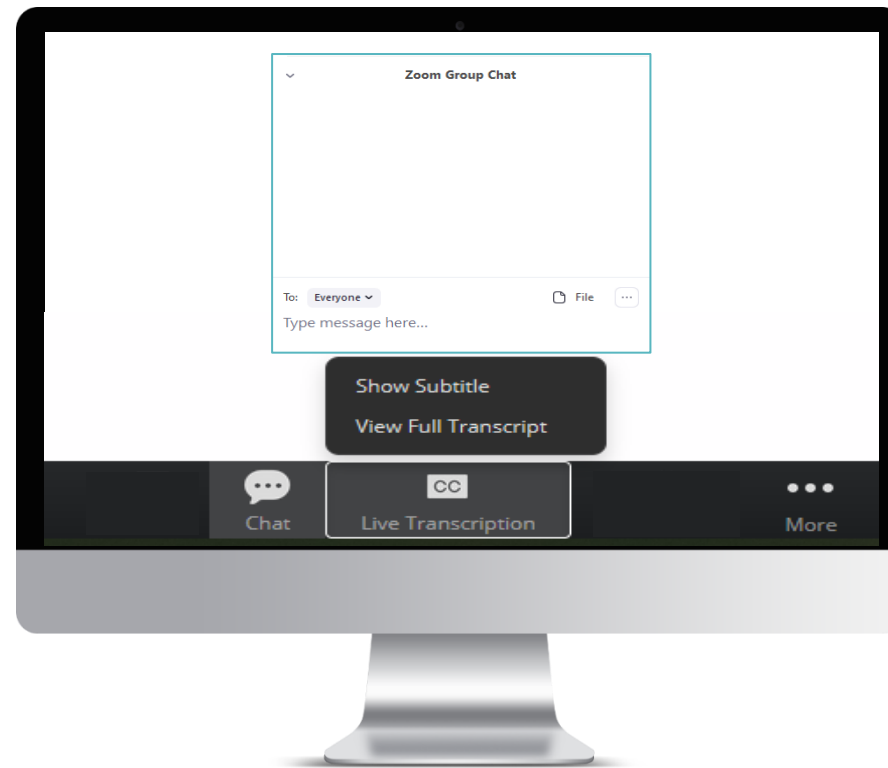 Zoom Group Chat
To: Everyone File
Type message here...
Show Subtitle
View Full Transcript
CC
Chat Live Transcription More